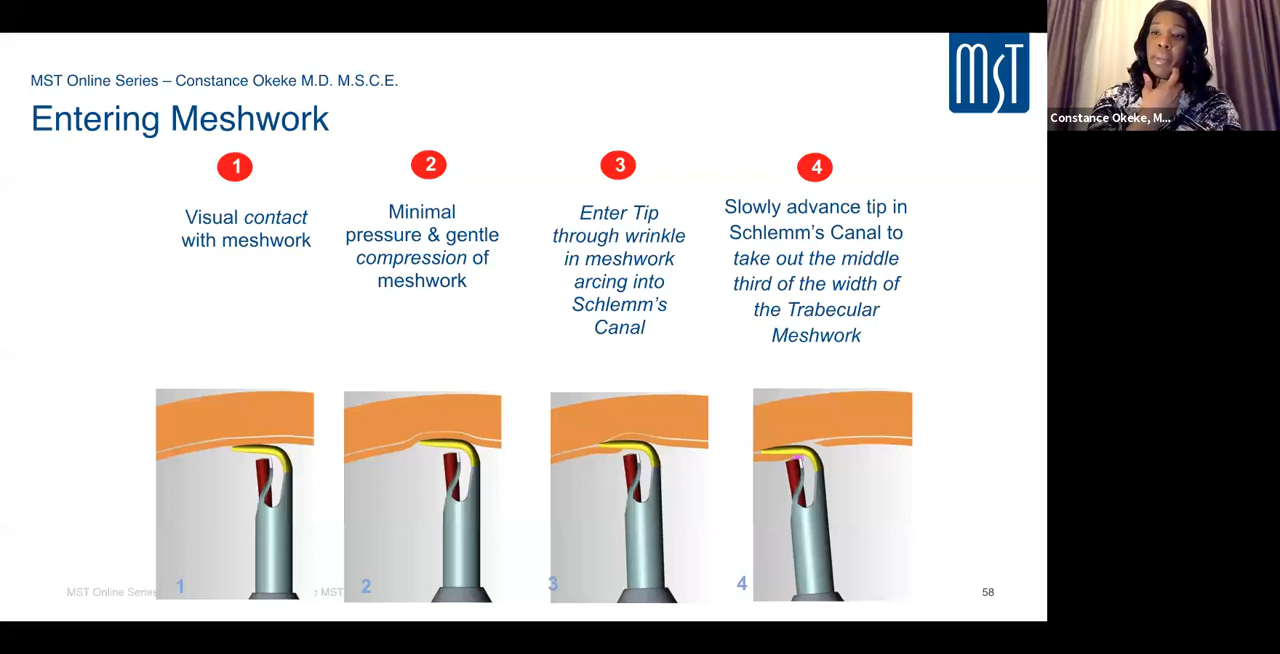 MST Online Series – Constance Okeke M.D. M.S.C.E.
Entering Meshwork
MST
Constance Okeke, M...
1
2
3
4
Visual contact
with meshwork
Minimal
pressure & gentle
compression of
meshwork
Enter Tip
through wrinkle
in meshwork
arcing into
Schlemm's
Canal
Slowly advance tip in
Schlemm's Canal to
take out the middle
third of the width of
the Trabecular
Meshwork
1
2
3
4
MST Online Series
MST
58